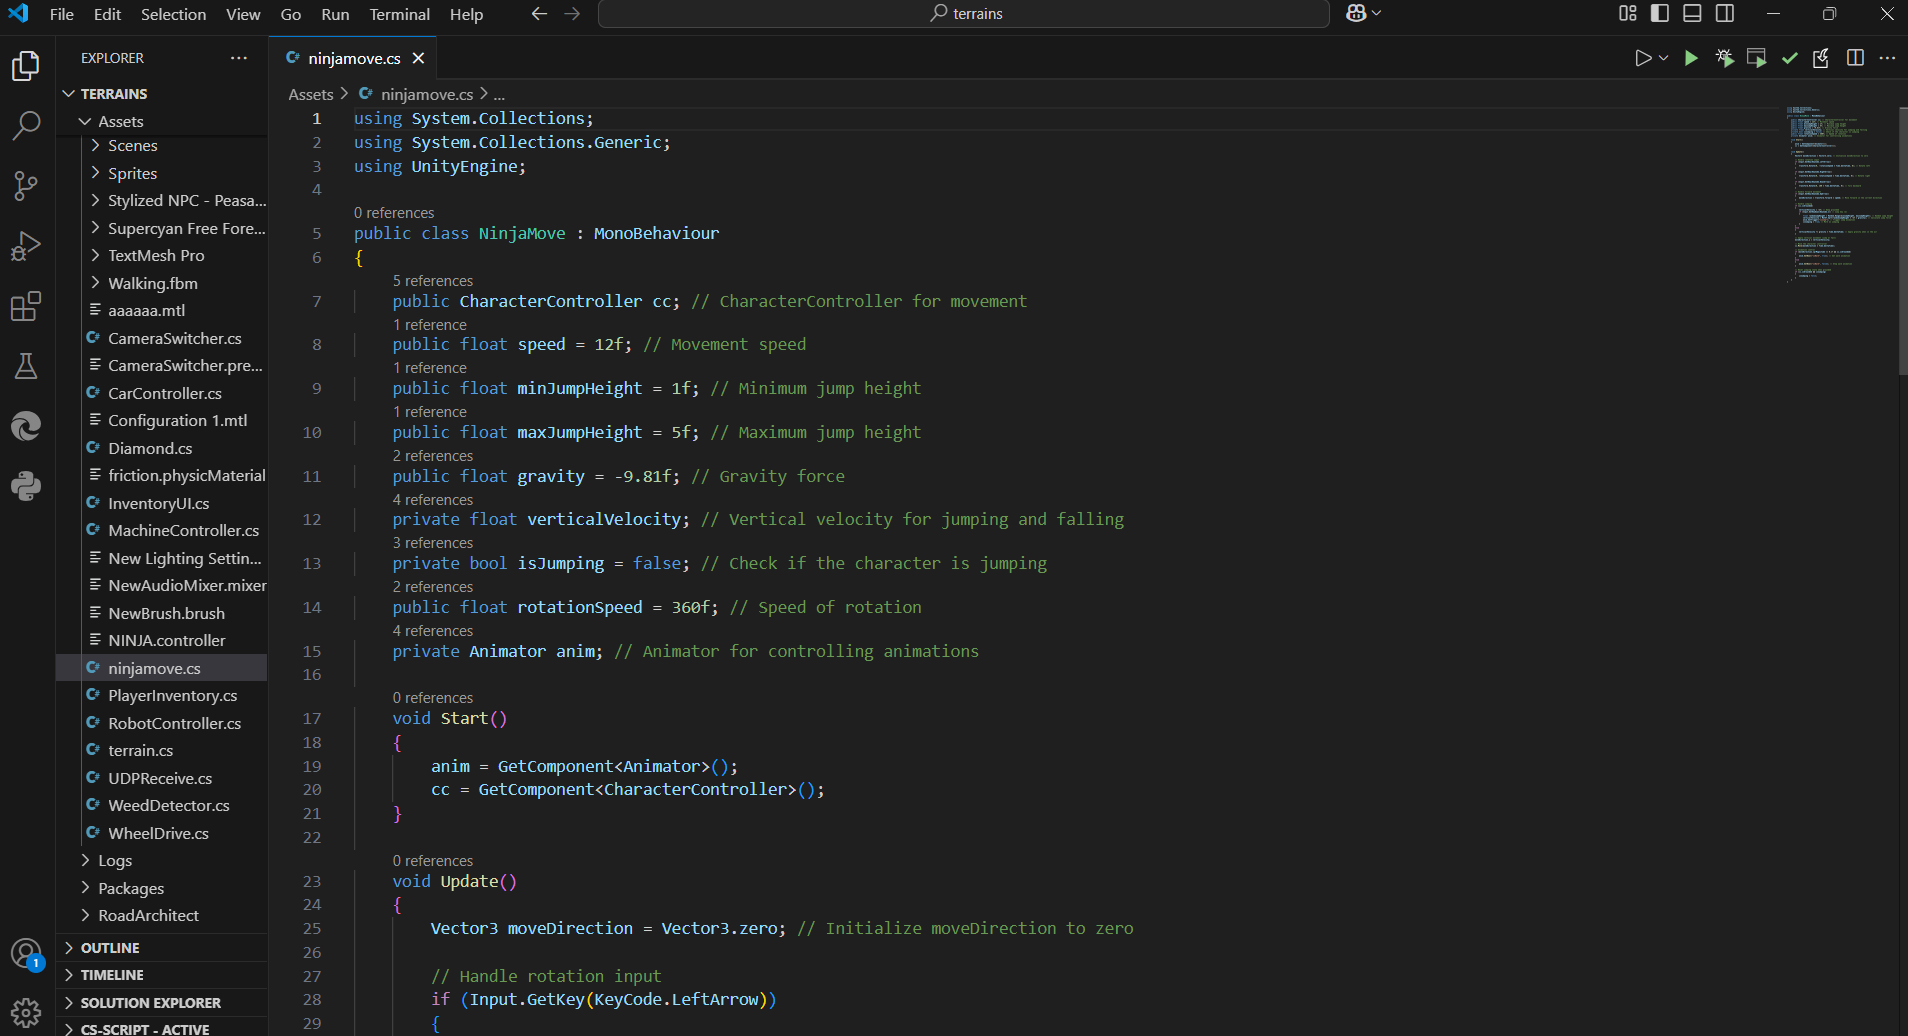 File Edit Selection View Go Run Terminal Help
terrains
EXPLORER
TERRAINS
Assets
Scenes
Sprites
Stylized NPC - Peasa...
Supercyan Free Fore...
TextMesh Pro
Walking.fbm
aaaaaa.mtl
CameraSwitcher.cs
CameraSwitcher.pre...
CarController.cs
Configuration 1.mtl
Diamond.cs
friction.physicMaterial
InventoryUI.cs
MachineController.cs
New Lighting Settin...
NewAudioMixer.mixer
NewBrush.brush
NINJA.controller
ninjamove.cs
PlayerInventory.cs
RobotController.cs
terrain.cs
UDPReceive.cs
WeedDetector.cs
WheelDrive.cs
Logs
Packages
RoadArchitect
OUTLINE
TIMELINE
SOLUTION EXPLORER
CS-SCRIPT - ACTIVE
1
C# ninjamove.cs
Assets > C# ninjamove.cs > ...
1 using System.Collections;
2 using System.Collections.Generic;
3 using UnityEngine;
4
0 references
5 public class NinjaMove : MonoBehaviour
6 {
5 references
7 public CharacterController cc; // CharacterController for movement
1 reference
8 public float speed = 12f; // Movement speed
1 reference
9 public float minJumpHeight = 1f; // Minimum jump height
1 reference
10 public float maxJumpHeight = 5f; // Maximum jump height
2 references
11 public float gravity = -9.81f; // Gravity force
4 references
12 private float verticalVelocity; // Vertical velocity for jumping and falling
3 references
13 private bool isJumping = false; // Check if the character is jumping
2 references
14 public float rotationSpeed = 360f; // Speed of rotation
4 references
15 private Animator anim; // Animator for controlling animations
16
0 references
17 void Start()
18 {
19 anim = GetComponent<Animator>();
20 cc = GetComponent<CharacterController>();
21 }
22
0 references
23 void Update()
24 {
25 Vector3 moveDirection = Vector3.zero; // Initialize moveDirection to zero
26
27 // Handle rotation input
28 if (Input.GetKey(KeyCode.LeftArrow))
29 {